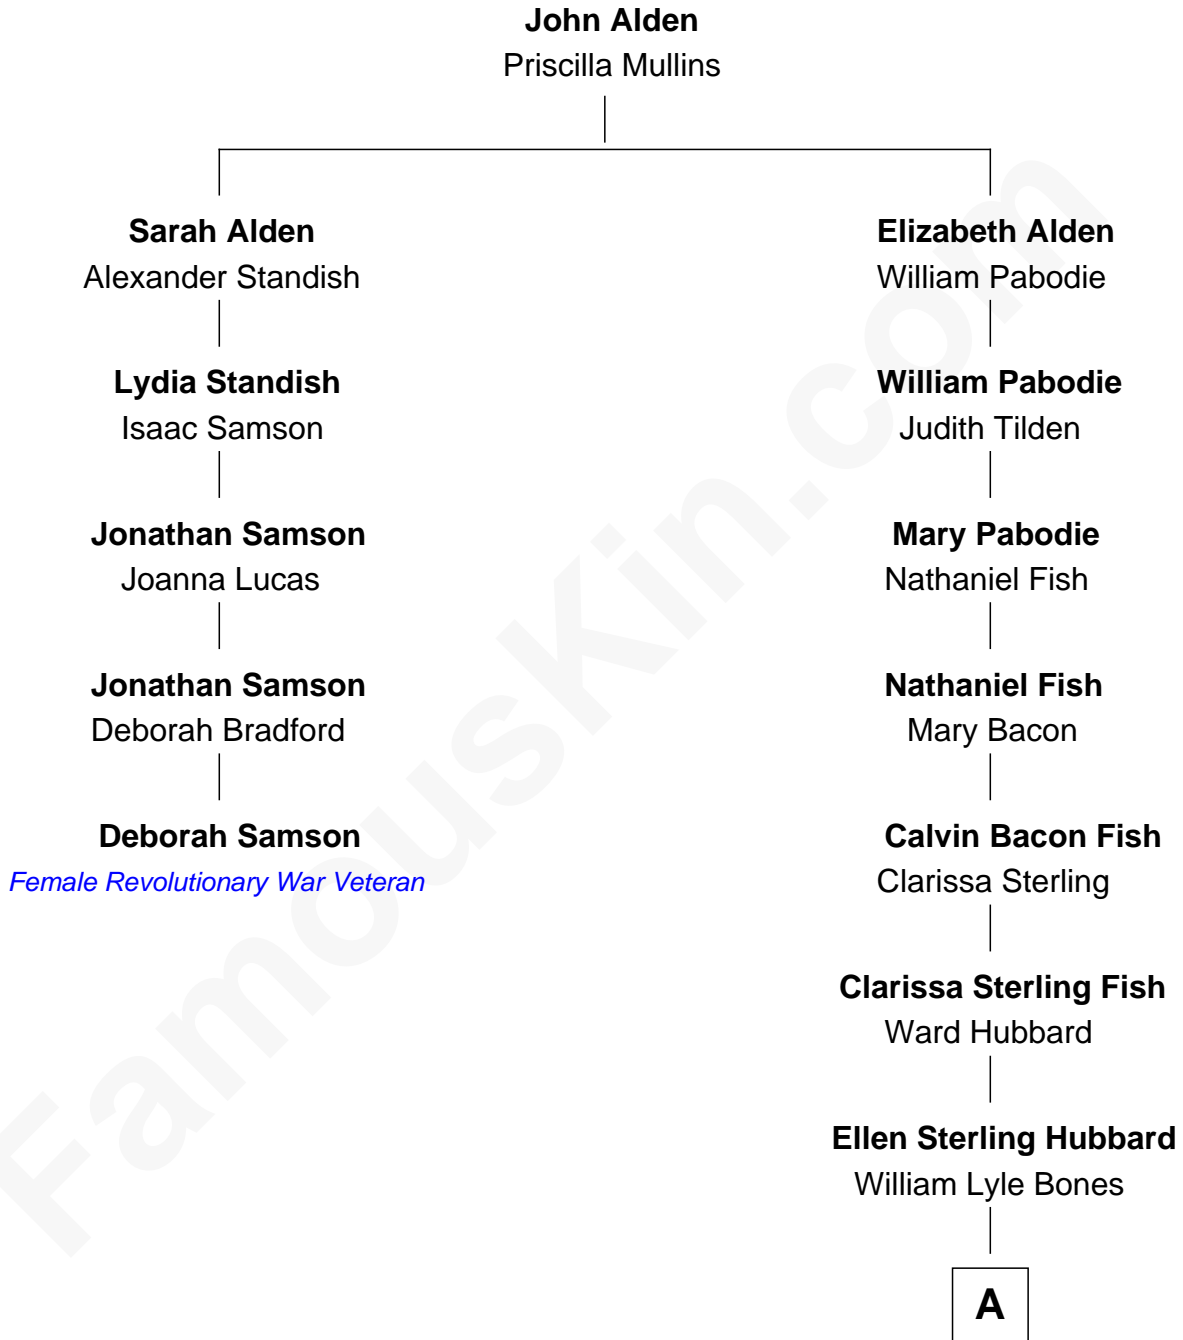 John Alden
Priscilla Mullins
Sarah Alden
Alexander Standish
Lydia Standish
Isaac Samson
Jonathan Samson
Joanna Lucas
Jonathan Samson
Deborah Bradford
Deborah Samson
Female Revolutionary War Veteran
Elizabeth Alden
William Pabodie
William Pabodie
Judith Tilden
Mary Pabodie
Nathaniel Fish
Nathaniel Fish
Mary Bacon
Calvin Bacon Fish
Clarissa Sterling
Clarissa Sterling Fish
Ward Hubbard
Ellen Sterling Hubbard
William Lyle Bones
A
FamousKin.com